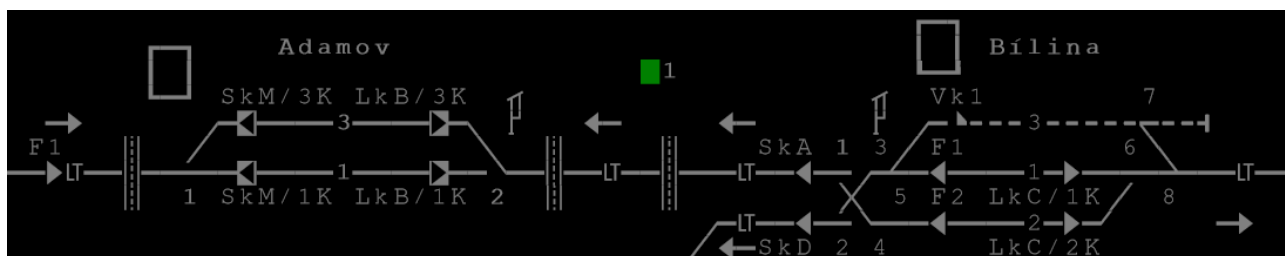 Adamov Bílina
1
SkM/3K LkB/3K Vk1 7
3 3
F1 SkA 1 3 F1 6
LT 1 LT LT 1 LT
1 SkM/1K LkB/1K 2 5 F2 LkC/1K 8
LT 2
SkD 2 4 LkC/2K